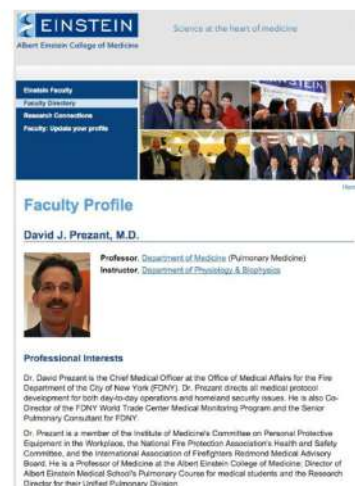 EINSTEIN
Science at the heart of medicine
Albert Einstein College of Medicine
Einstein Faculty
Faculty Directory
Research Connections
Faculty: Update your profile
EINSTEIN
Faculty Profile
David J. Prezant, M.D.
Professor, Department of Medicine (Pulmonary Medicine)
Instructor, Department of Physiology & Biophysics
Professional Interests
Dr. David Prezant is the Chief Medical Officer at the Office of Medical Affairs for the Fire
Department of the City of New York (FDNY). Dr. Prezant directs all medical protocol
development for both day-to-day operations and homeland security issues. He is also Co-
Director of the FDNY World Trade Center Medical Monitoring Program and the Senior
Pulmonary Consultant for FDNY.
Dr. Prezant is a member of the Institute of Medicine's Committee on Personal Protective
Equipment in the Workplace, the National Fire Protection Association's Health and Safety
Committee, and the International Association of Firefighters Redmond Medical Advisory
Board. He is a Professor of Medicine at the Albert Einstein College of Medicine; Director of
Albert Einstein Medical School's Pulmonary Course for medical students and the Research
Director for their Unified Pulmonary Division